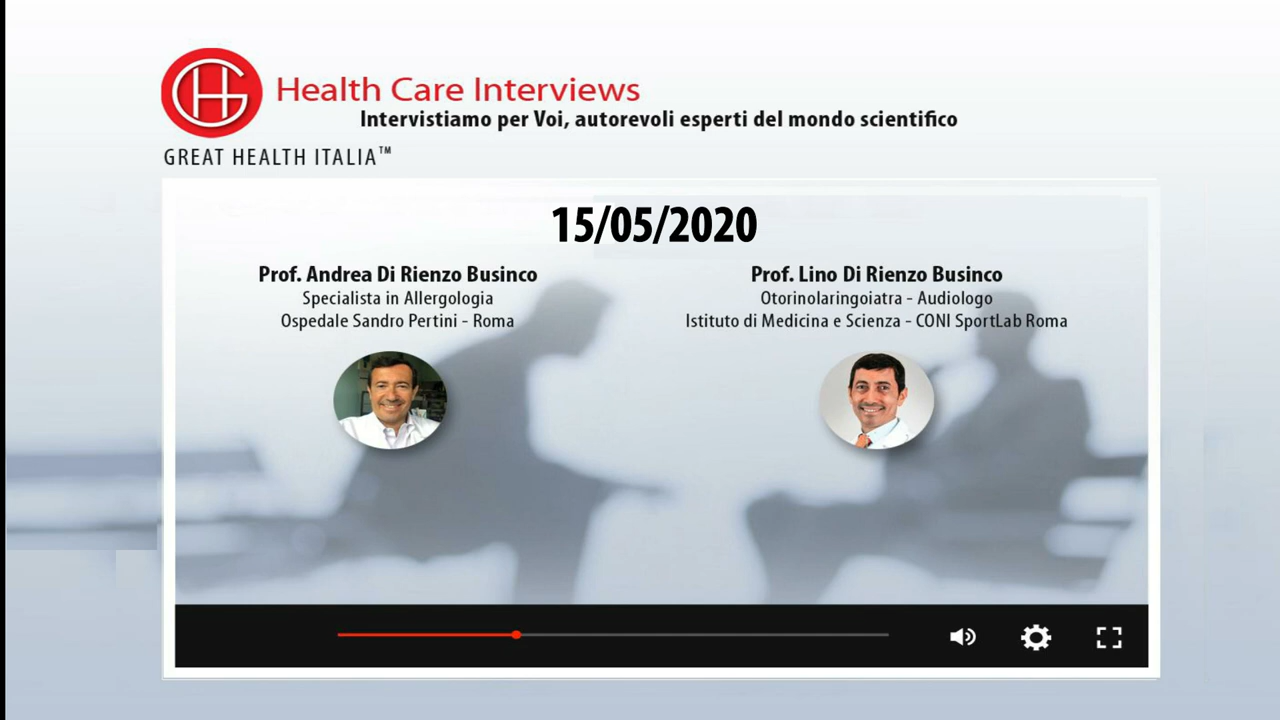 Health Care Interviews
Intervistiamo per Voi, autorevoli esperti del mondo scientifico
GREAT HEALTH ITALIA™
15/05/2020
Prof. Andrea Di Rienzo Businco
Specialista in Allergologia
Ospedale Sandro Pertini - Roma
Prof. Lino Di Rienzo Businco
Otorinolaringoiatra - Audiologo
Istituto di Medicina e Scienza - CONI SportLab Roma